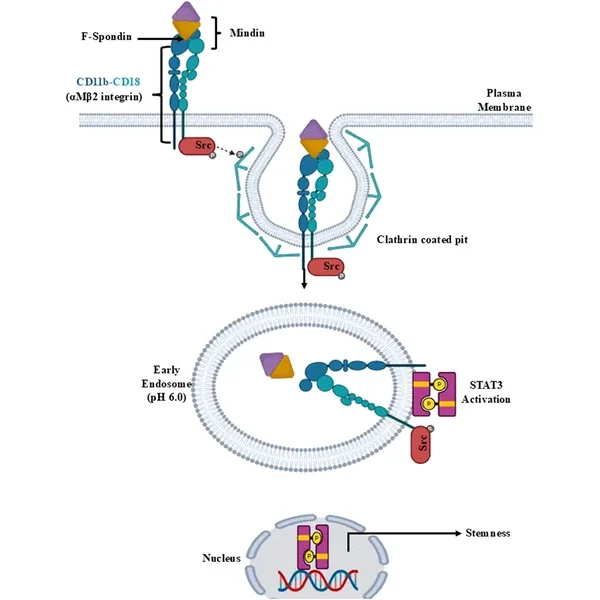 F-Spondin
Mindin
CD11b-CD18
(αMβ2 integrin)
Plasma
Membrane
Src
Src
Clathrin coated pit
Early
Endosome
(pH 6.0)
P
P
STAT3
Activation
Src
Nucleus
P
P
Stemness